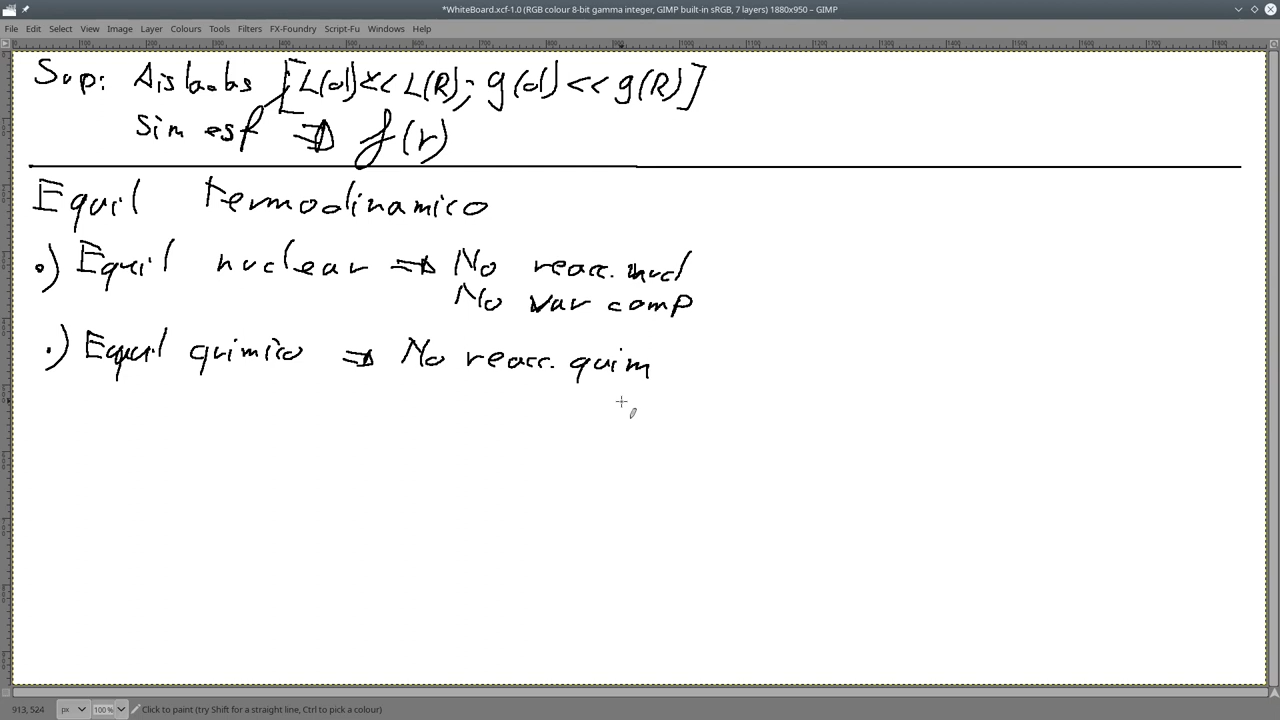 *WhiteBoard.xcf-1.0 (RGB colour 8-bit gamma integer, GIMP built-in sRGB, 7 layers) 1880x950 – GIMP
File Edit Select View Image Layer Colours Tools Filters FX-Foundry Script-Fu Windows Help
Sup: Aisladas [L(d)<<L(R); g(d)<<g(R)]
Sim esf ⇒ f(r)
Equil termodinamico
•) Equil nuclear ⇒ No reacc. nucl
No var comp
•) Equil quimico ⇒ No reacc. quim
913, 524 px 100% Click to paint (try Shift for a straight line, Ctrl to pick a colour)